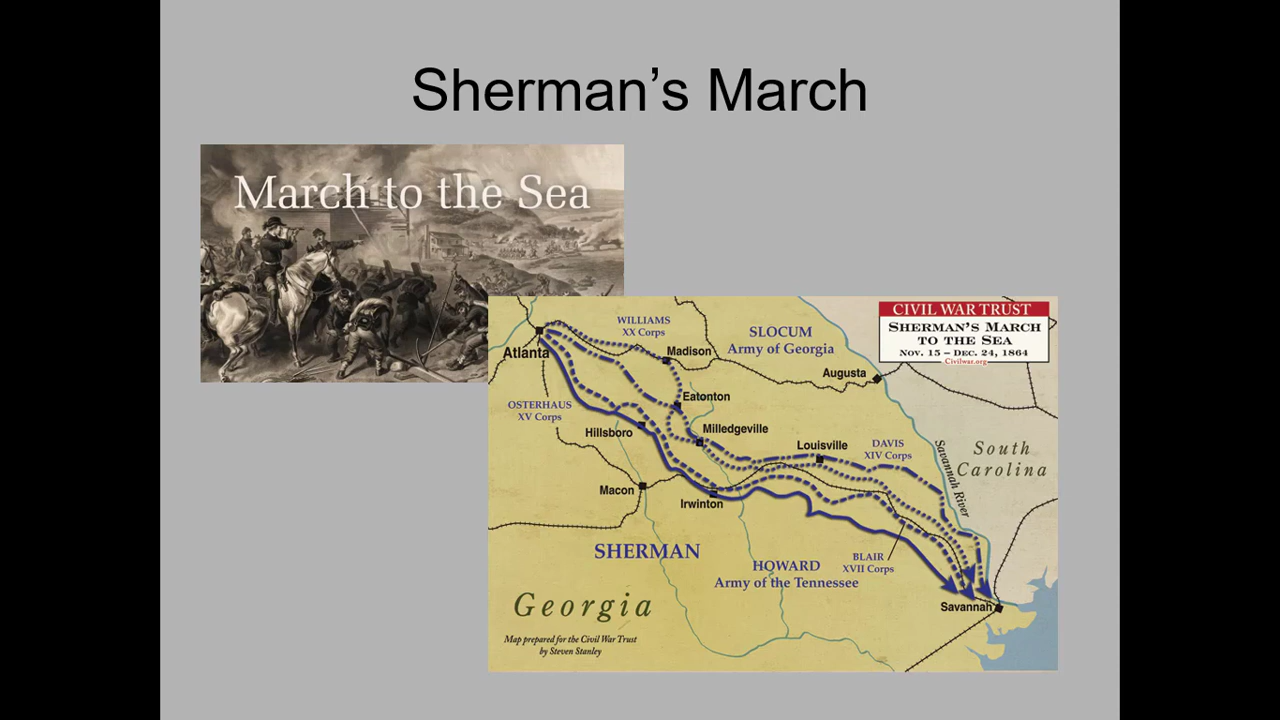 Sherman’s March
March to the Sea
CIVIL WAR TRUST
SHERMAN’S MARCH
TO THE SEA
NOV. 15 – DEC. 24, 1864
Civilwar.org
WILLIAMS
XX Corps
SLOCUM
Army of Georgia
Atlanta
Madison
Augusta
OSTERHAUS
XV Corps
Eatonton
Hillsboro
Milledgeville
Louisville
DAVIS
XIV Corps
Savannah River
South
Carolina
Macon
Irwinton
SHERMAN
HOWARD
Army of the Tennessee
BLAIR
XVII Corps
Georgia
Savannah
Map prepared for the Civil War Trust
by Steven Stanley